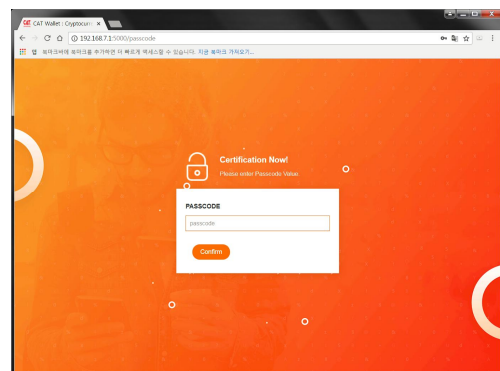 CAT Wallet : Cryptocurr
192.168.7.1:5000/passcode
앱 북마크바에 북마크를 추가하면 더 빠르게 액세스할 수 있습니다. 지금 북마크 가져오기...
Certification Now!
Please enter Passcode Value.
PASSCODE
passcode
Confirm